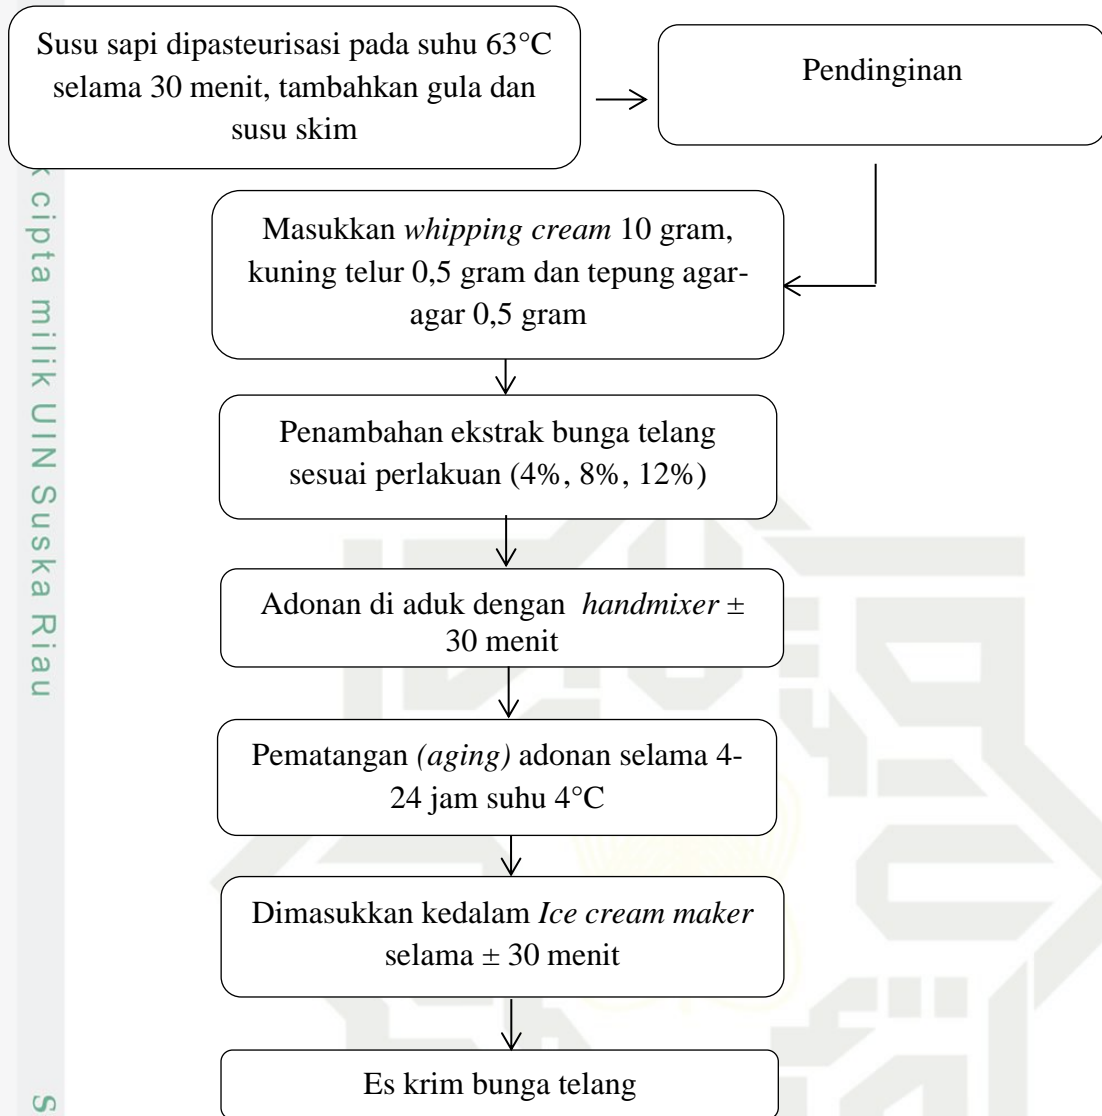 Susu sapi dipasteurisasi pada suhu 63°C
selama 30 menit, tambahkan gula dan
susu skim
Pendinginan
Masukkan whipping cream 10 gram,
kuning telur 0,5 gram dan tepung agar-
agar 0,5 gram
Penambahan ekstrak bunga telang
sesuai perlakuan (4%, 8%, 12%)
Adonan di aduk dengan handmixer ±
30 menit
Pematangan (aging) adonan selama 4-
24 jam suhu 4°C
Dimasukkan kedalam Ice cream maker
selama ± 30 menit
Es krim bunga telang
cipta milik UIN Suska Riau